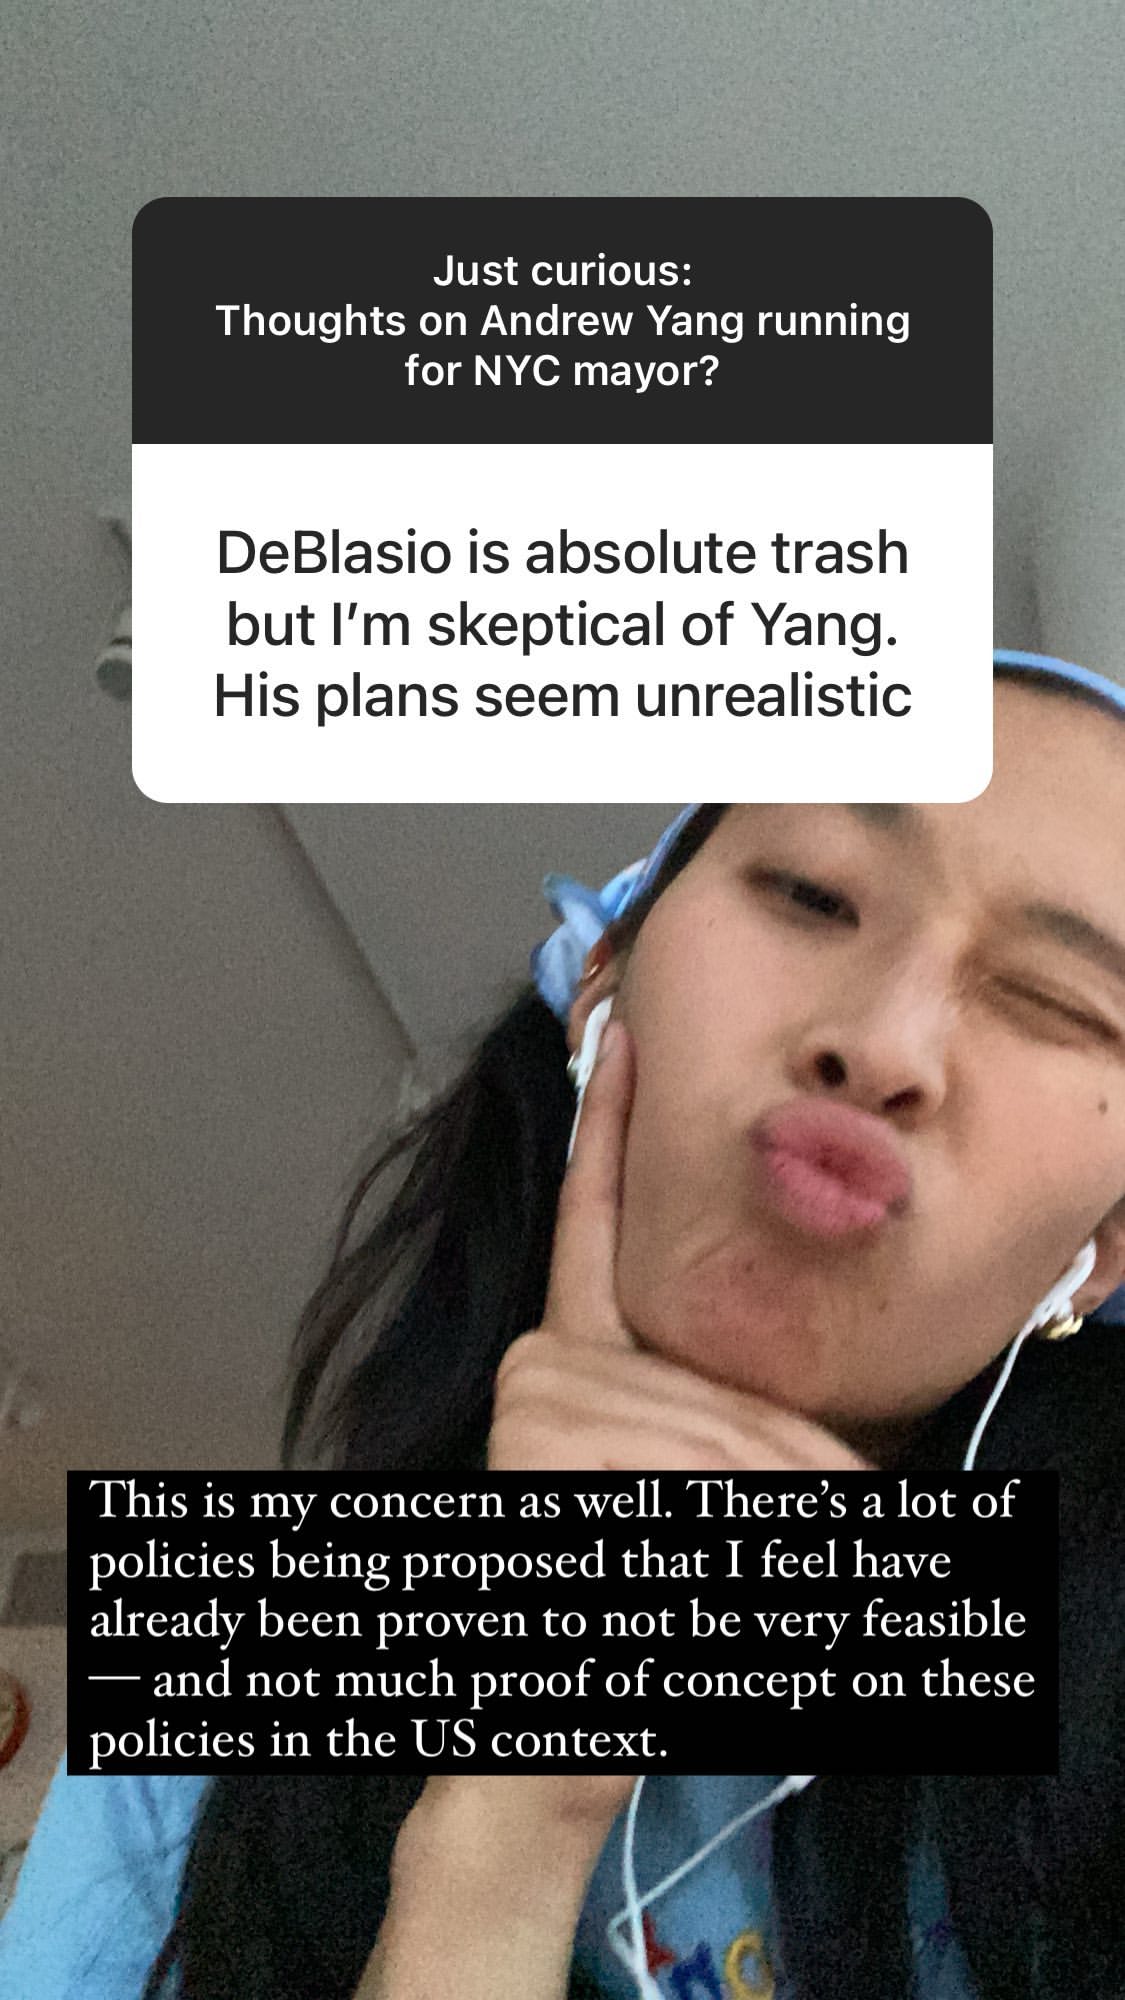 Just curious:
Thoughts on Andrew Yang running
for NYC mayor?
DeBlasio is absolute trash
but I’m skeptical of Yang.
His plans seem unrealistic
This is my concern as well. There’s a lot of
policies being proposed that I feel have
already been proven to not be very feasible
— and not much proof of concept on these
policies in the US context.